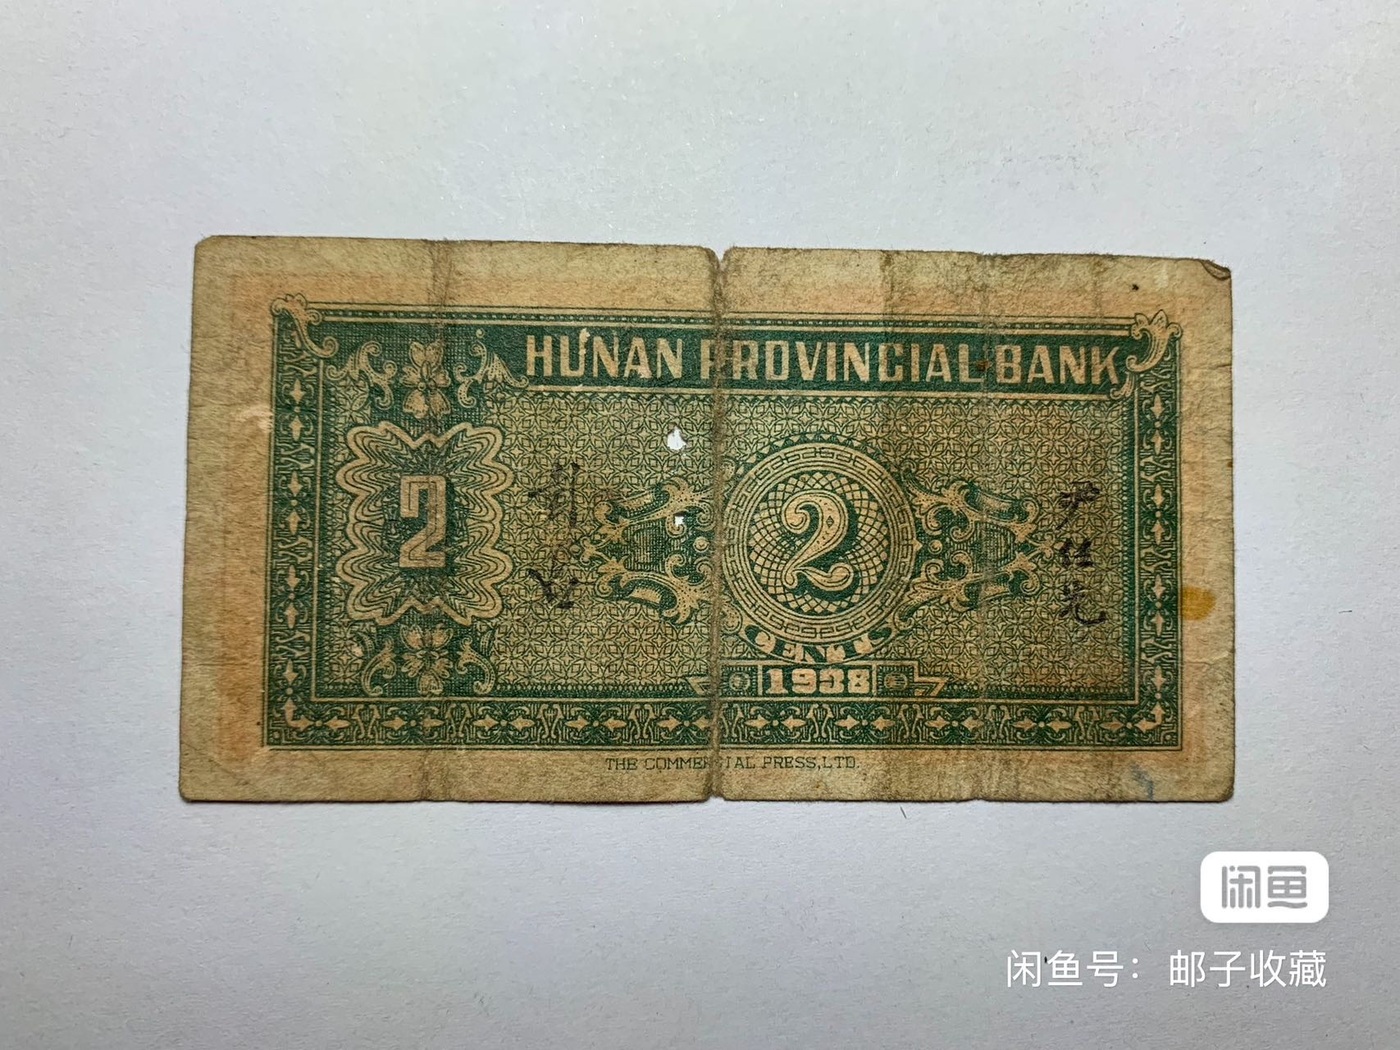 HUNAN PROVINCIAL BANK
2
2
CENTS
1938
THE COMMERCIAL PRESS,LTD.
闲鱼
闲鱼号：邮子收藏